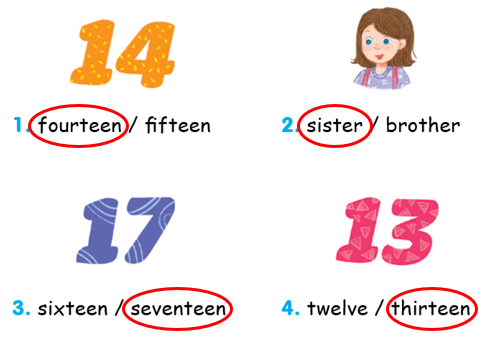 14
1. fourteen / fifteen
2. sister / brother
17
13
3. sixteen / seventeen
4. twelve / thirteen